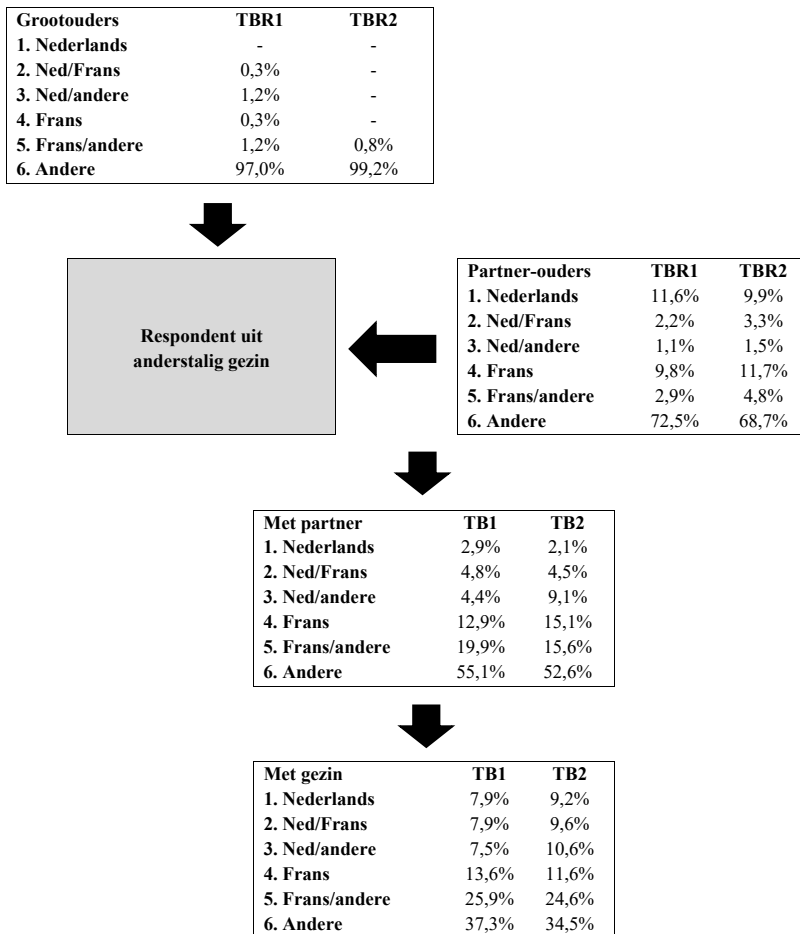 Grootouders TBR1 TBR2
1. Nederlands - -
2. Ned/Frans 0,3% -
3. Ned/andere 1,2% -
4. Frans 0,3% -
5. Frans/andere 1,2% 0,8%
6. Andere 97,0% 99,2%
Respondent uit
anderstalig gezin
Partner-ouders TBR1 TBR2
1. Nederlands 11,6% 9,9%
2. Ned/Frans 2,2% 3,3%
3. Ned/andere 1,1% 1,5%
4. Frans 9,8% 11,7%
5. Frans/andere 2,9% 4,8%
6. Andere 72,5% 68,7%
Met partner TB1 TB2
1. Nederlands 2,9% 2,1%
2. Ned/Frans 4,8% 4,5%
3. Ned/andere 4,4% 9,1%
4. Frans 12,9% 15,1%
5. Frans/andere 19,9% 15,6%
6. Andere 55,1% 52,6%
Met gezin TB1 TB2
1. Nederlands 7,9% 9,2%
2. Ned/Frans 7,9% 9,6%
3. Ned/andere 7,5% 10,6%
4. Frans 13,6% 11,6%
5. Frans/andere 25,9% 24,6%
6. Andere 37,3% 34,5%